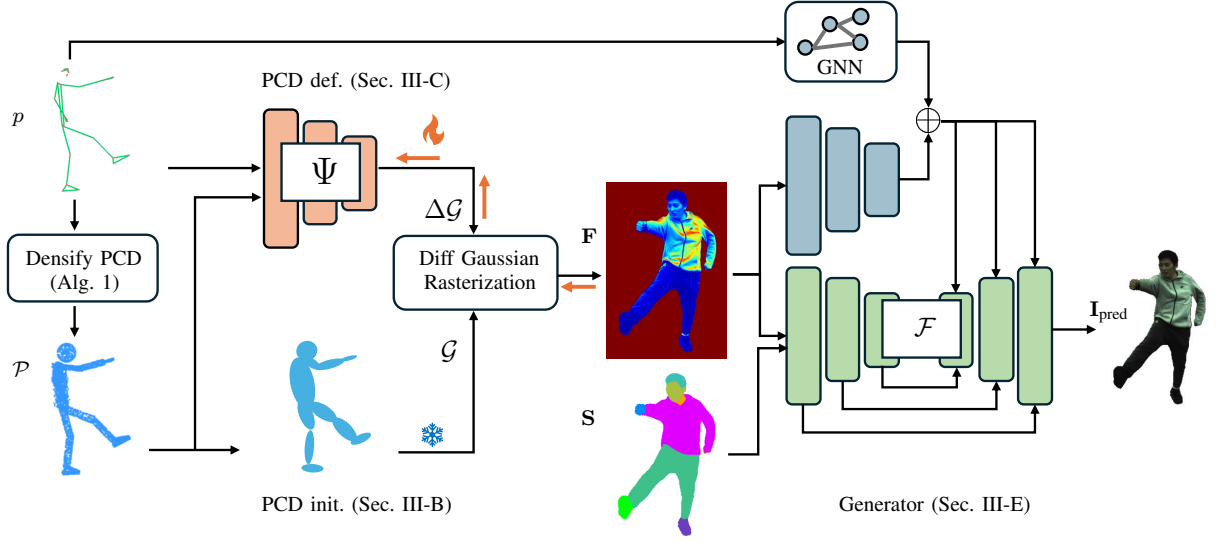 GNN
PCD def. (Sec. III-C)
p
Ψ
Δ𝒢
Densify PCD
(Alg. 1)
Diff Gaussian
Rasterization
F
𝒢
𝒫
S
ℱ
I_pred
PCD init. (Sec. III-B)
Generator (Sec. III-E)